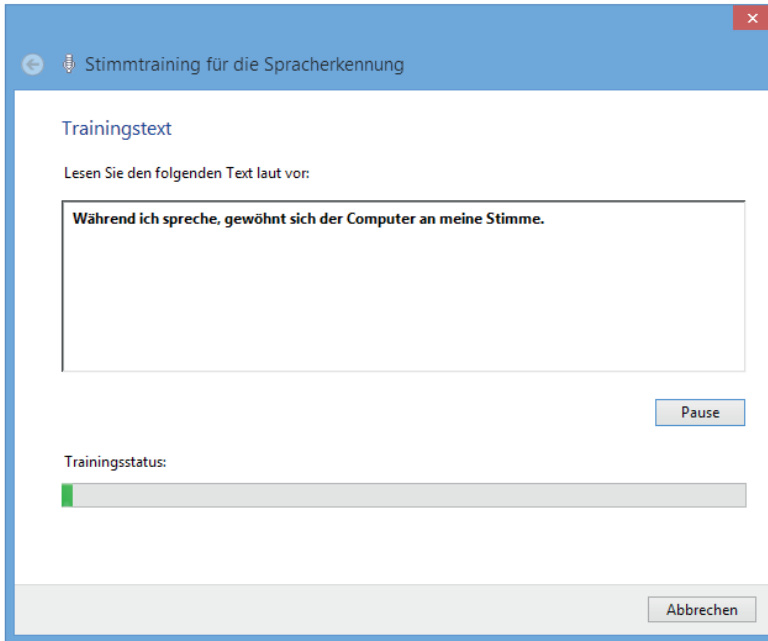 Stimmtraining für die Spracherkennung
Trainingstext
Lesen Sie den folgenden Text laut vor:
Während ich spreche, gewöhnt sich der Computer an meine Stimme.
Pause
Trainingsstatus:
Abbrechen